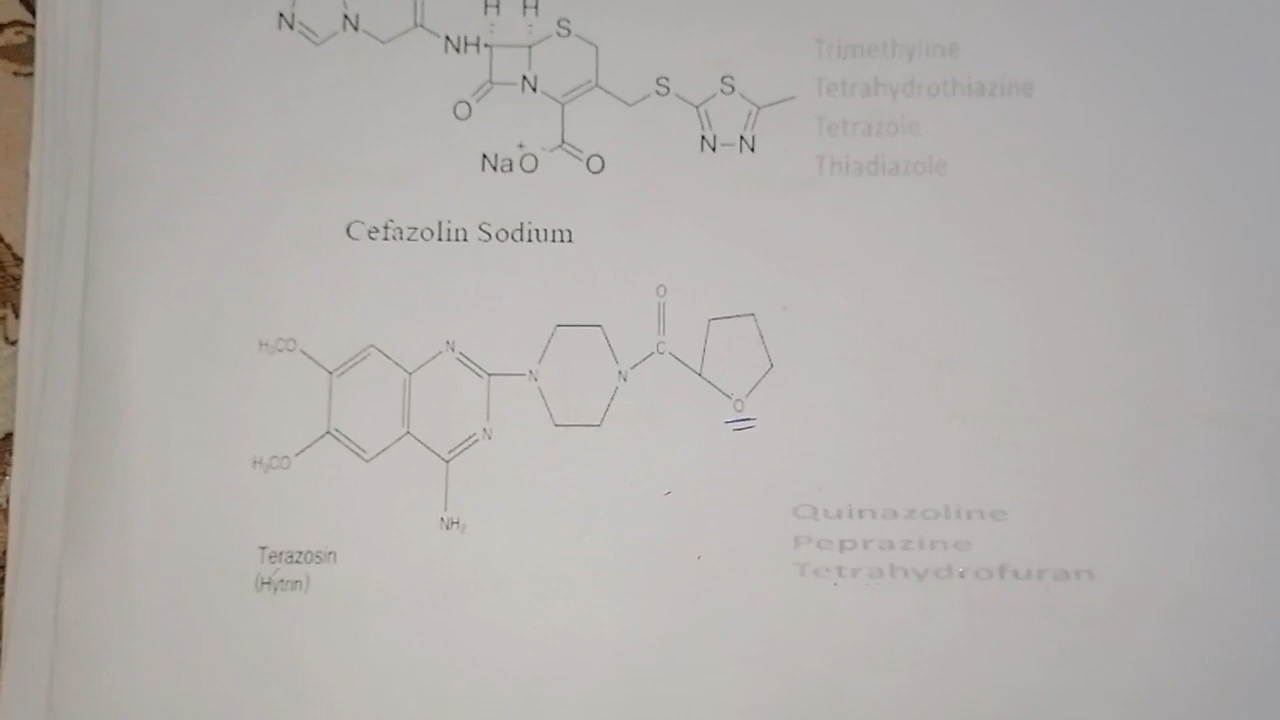 H H
N N NH S
O N S S
N-N
Na+O O
Trimethyline
Tetrahydrothiazine
Tetrazole
Thiadiazole
Cefazolin Sodium
O
H₃CO N C
N N
O
H₃CO N
NH₂
Terazosin
(Hytrin)
Quinazoline
Peprazine
Tetrahydrofuran